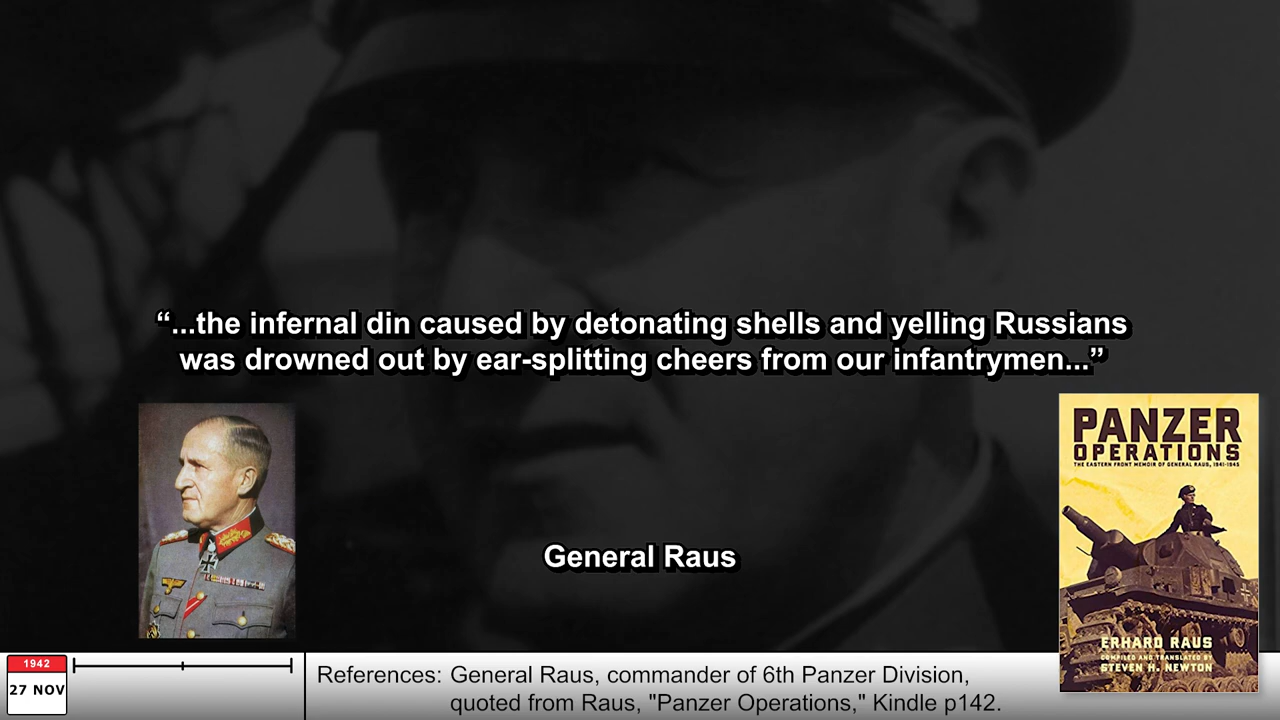 “...the infernal din caused by detonating shells and yelling Russians
was drowned out by ear-splitting cheers from our infantrymen...”
PANZER
OPERATIONS
THE EASTERN FRONT MEMOIR OF GENERAL RAUS, 1941-1945
General Raus
ERHARD RAUS
COMPILED AND TRANSLATED BY
STEVEN H. NEWTON
1942
27 NOV
References: General Raus, commander of 6th Panzer Division,
quoted from Raus, "Panzer Operations," Kindle p142.